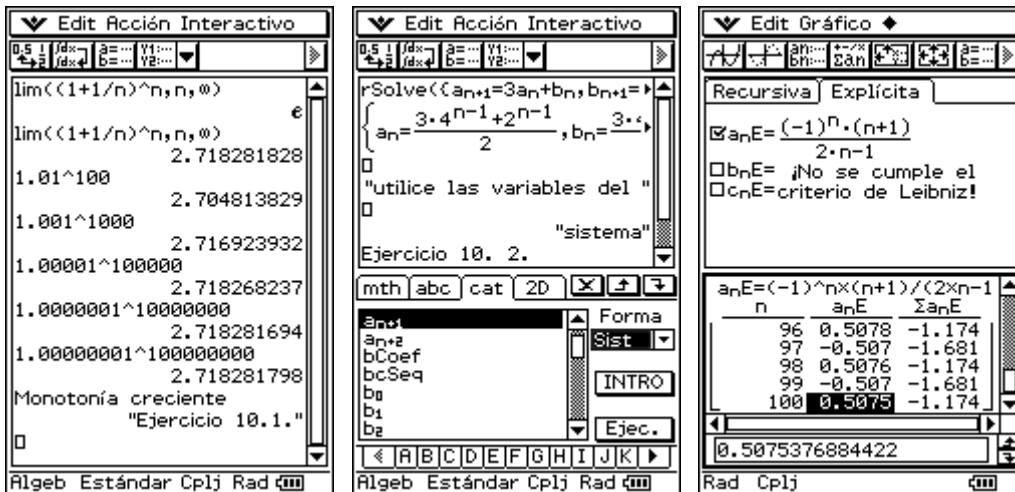 Edit Acción Interactivo
lim((1+1/n)^n,n,∞)
e
lim((1+1/n)^n,n,∞)
2.718281828
1.01^100
2.704813829
1.001^1000
2.716923932
1.00001^100000
2.718268237
1.0000001^10000000
2.718281694
1.00000001^100000000
2.718281798
Monotonía creciente
"Ejercicio 10.1."
Algeb Estándar Cplj Rad
Edit Acción Interactivo
rSolve({an+1=3an+bn,bn+1=
{an=(3·4^(n-1)+2^(n-1))/2,bn=3·
"utilice las variables del "
"sistema"
Ejercicio 10. 2.
mth abc cat 2D
an+1 Forma
an+2 Sist
bCoef
bcSeq INTRO
b0
b1
b2 Ejec.
A B C D E F G H I J K
Algeb Estándar Cplj Rad
Edit Gráfico
Recursiva Explícita
anE=((-1)^n·(n+1))/(2·n-1)
bnE= ¡No se cumple el
cnE=criterio de Leibniz!
anE=(-1)^n×(n+1)/(2×n-1
n anE ΣanE
96 0.5078 -1.174
97 -0.507 -1.681
98 0.5076 -1.174
99 -0.507 -1.681
100 0.5075 -1.174
0.5075376884422
Rad Cplj